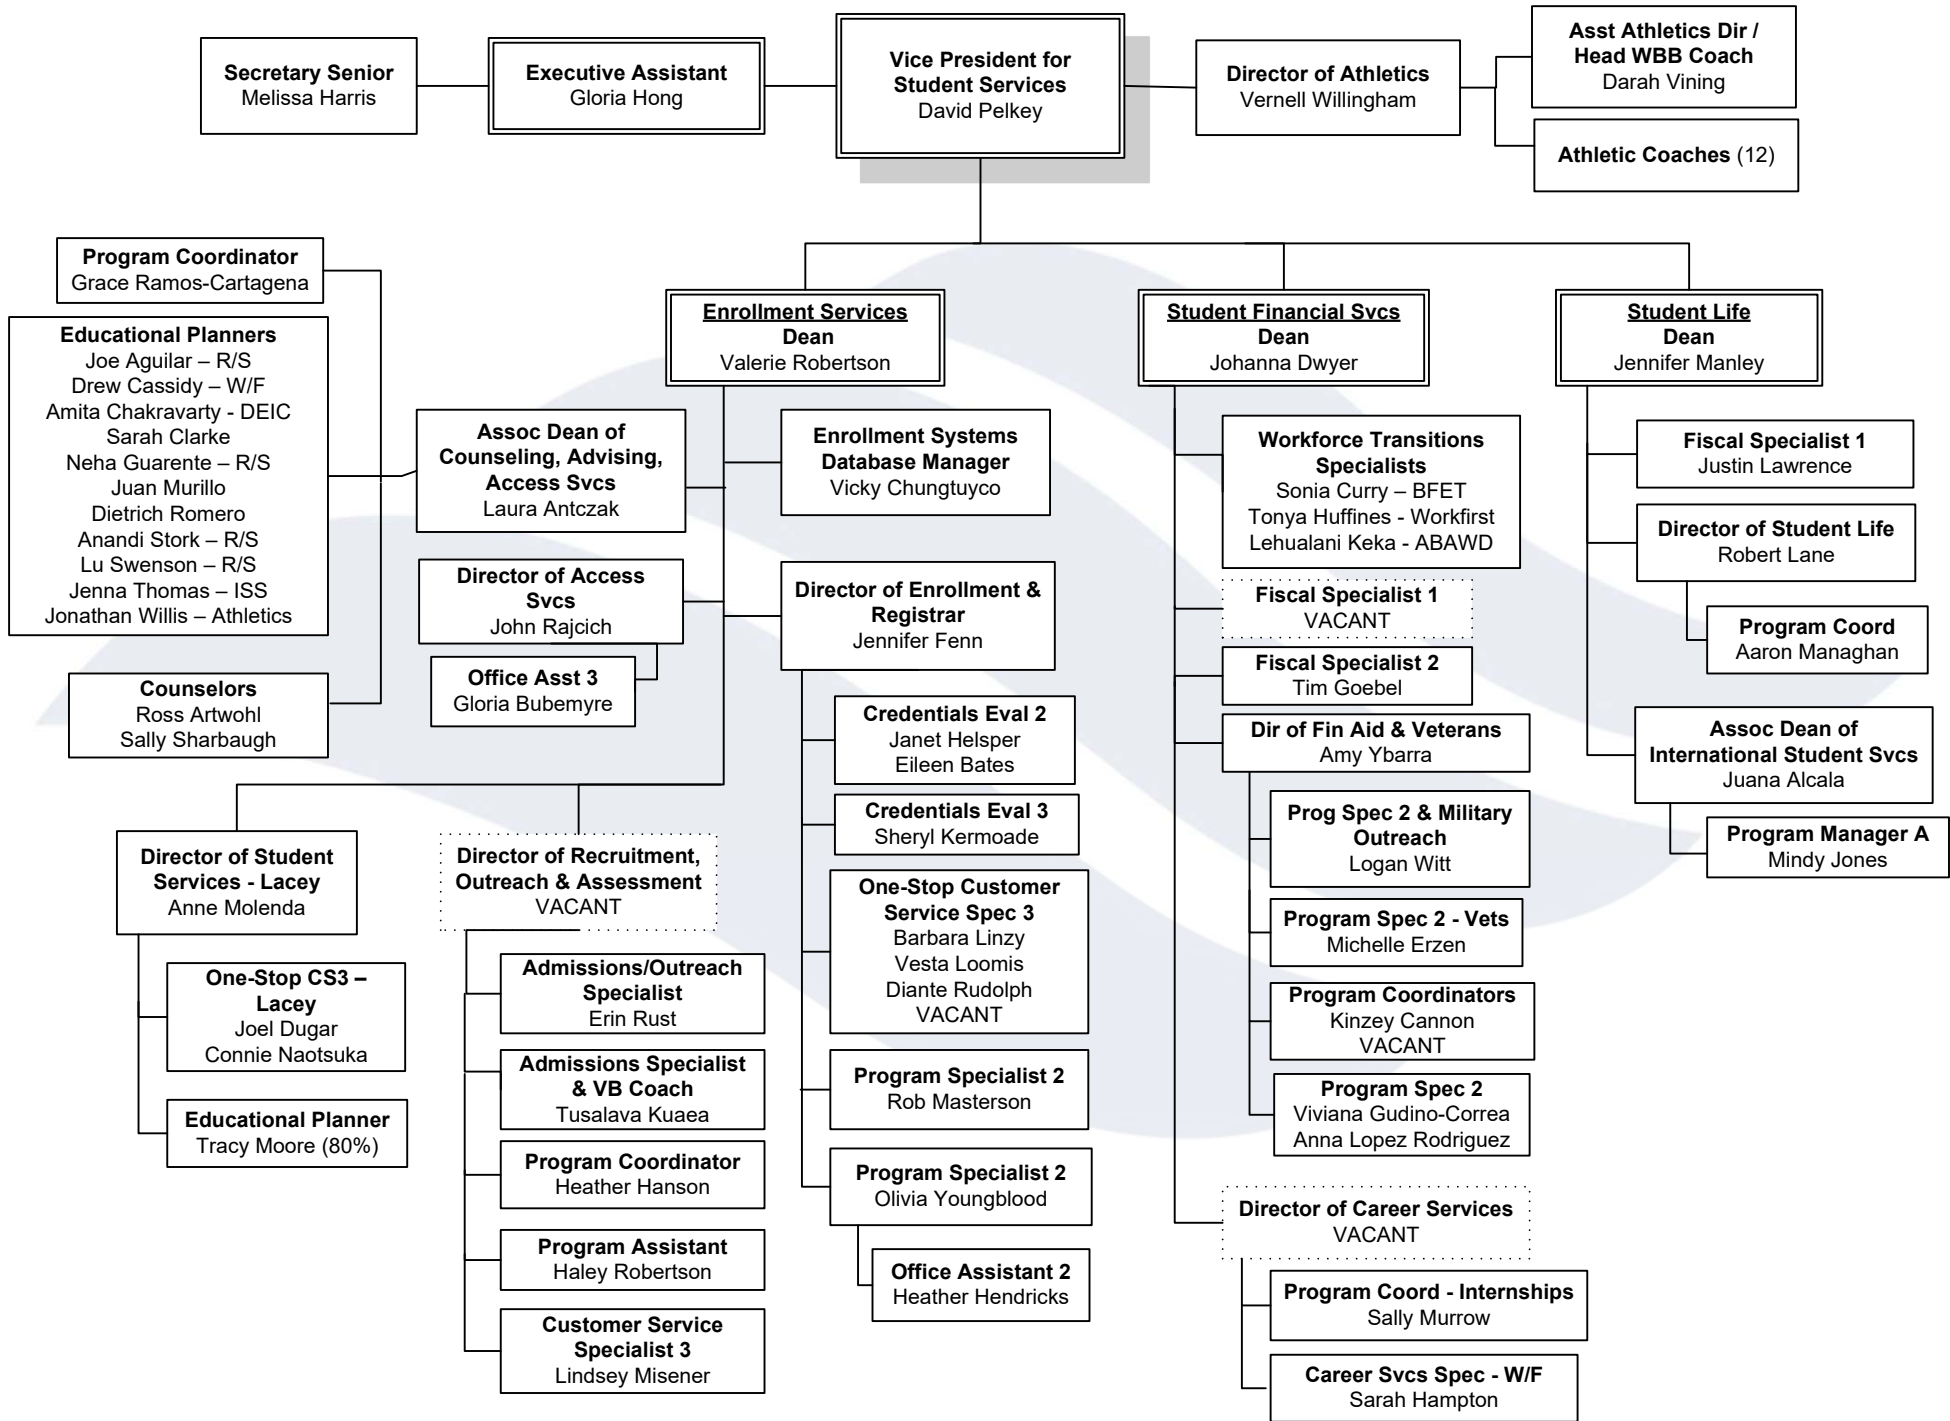 Secretary Senior
Melissa Harris
Executive Assistant
Gloria Hong
Vice President for
Student Services
David Pelkey
Director of Athletics
Vernell Willingham
Asst Athletics Dir /
Head WBB Coach
Darah Vining
Athletic Coaches (12)
Program Coordinator
Grace Ramos-Cartagena
Educational Planners
Joe Aguilar – R/S
Drew Cassidy – W/F
Amita Chakravarty - DEIC
Sarah Clarke
Neha Guarente – R/S
Juan Murillo
Dietrich Romero
Anandi Stork – R/S
Lu Swenson – R/S
Jenna Thomas – ISS
Jonathan Willis – Athletics
Counselors
Ross Artwohl
Sally Sharbaugh
Enrollment Services
Dean
Valerie Robertson
Assoc Dean of
Counseling, Advising,
Access Svcs
Laura Antczak
Enrollment Systems
Database Manager
Vicky Chungtuyco
Director of Access
Svcs
John Rajcich
Office Asst 3
Gloria Bubemyre
Director of Enrollment &
Registrar
Jennifer Fenn
Credentials Eval 2
Janet Helsper
Eileen Bates
Credentials Eval 3
Sheryl Kermoade
One-Stop Customer
Service Spec 3
Barbara Linzy
Vesta Loomis
Diante Rudolph
VACANT
Program Specialist 2
Rob Masterson
Program Specialist 2
Olivia Youngblood
Office Assistant 2
Heather Hendricks
Director of Student
Services - Lacey
Anne Molenda
One-Stop CS3 –
Lacey
Joel Dugar
Connie Naotsuka
Educational Planner
Tracy Moore (80%)
Director of Recruitment,
Outreach & Assessment
VACANT
Admissions/Outreach
Specialist
Erin Rust
Admissions Specialist
& VB Coach
Tusalava Kuaea
Program Coordinator
Heather Hanson
Program Assistant
Haley Robertson
Customer Service
Specialist 3
Lindsey Misener
Student Financial Svcs
Dean
Johanna Dwyer
Workforce Transitions
Specialists
Sonia Curry – BFET
Tonya Huffines - Workfirst
Lehualani Keka - ABAWD
Fiscal Specialist 1
VACANT
Fiscal Specialist 2
Tim Goebel
Dir of Fin Aid & Veterans
Amy Ybarra
Prog Spec 2 & Military
Outreach
Logan Witt
Program Spec 2 - Vets
Michelle Erzen
Program Coordinators
Kinzey Cannon
VACANT
Program Spec 2
Viviana Gudino-Correa
Anna Lopez Rodriguez
Director of Career Services
VACANT
Program Coord - Internships
Sally Murrow
Career Svcs Spec - W/F
Sarah Hampton
Student Life
Dean
Jennifer Manley
Fiscal Specialist 1
Justin Lawrence
Director of Student Life
Robert Lane
Program Coord
Aaron Managhan
Assoc Dean of
International Student Svcs
Juana Alcala
Program Manager A
Mindy Jones